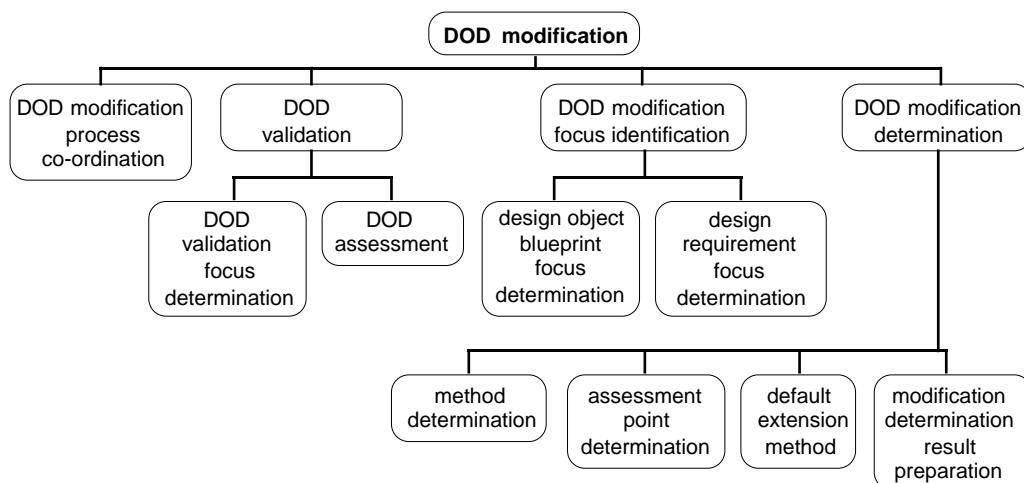 DOD modification
DOD modification
process
co-ordination
DOD
validation
DOD modification
focus identification
DOD modification
determination
DOD
validation
focus
determination
DOD
assessment
design object
blueprint
focus
determination
design
requirement
focus
determination
method
determination
assessment
point
determination
default
extension
method
modification
determination
result
preparation